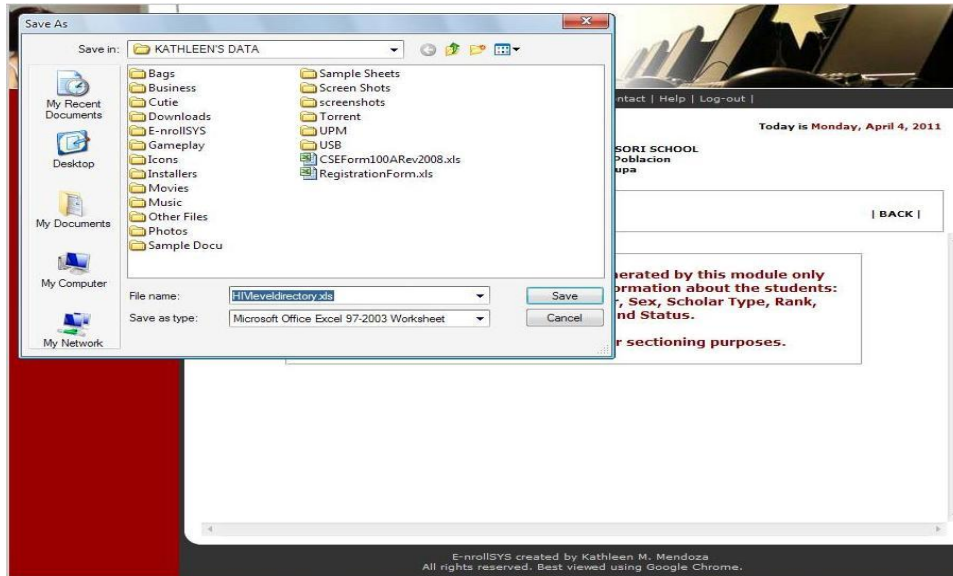 Save As
Save in: KATHLEEN'S DATA
My Recent Documents
Desktop
My Documents
My Computer
My Network
Bags
Business
Cutie
Downloads
E-nrollSYS
Gameplay
Icons
Installers
Movies
Music
Other Files
Photos
Sample Docu
Sample Sheets
Screen Shots
screenshots
Torrent
UPM
USB
CSEForm100ARev2008.xls
RegistrationForm.xls
File name: HIVleveldirectory.xls
Save
Save as type: Microsoft Office Excel 97-2003 Worksheet
Cancel
ntact | Help | Log-out |
Today is Monday, April 4, 2011
SORI SCHOOL
Poblacion
upa
| BACK |
erated by this module only
ormation about the students:
r, Sex, Scholar Type, Rank,
nd Status.
r sectioning purposes.
E-nrollSYS created by Kathleen M. Mendoza
All rights reserved. Best viewed using Google Chrome.